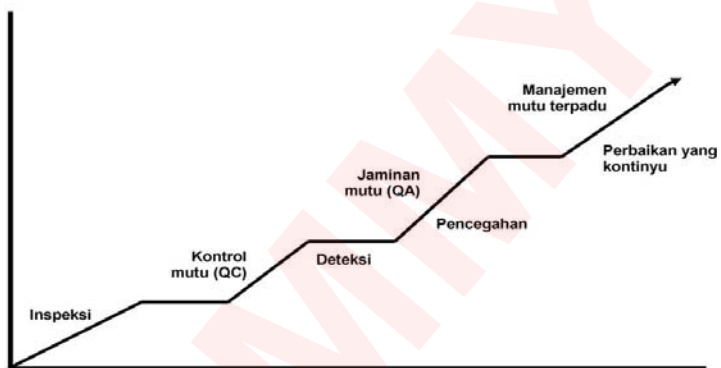 Manajemen
mutu terpadu
Perbaikan yang
kontinyu
Jaminan
mutu (QA)
Pencegahan
Kontrol
mutu (QC)
Deteksi
Inspeksi